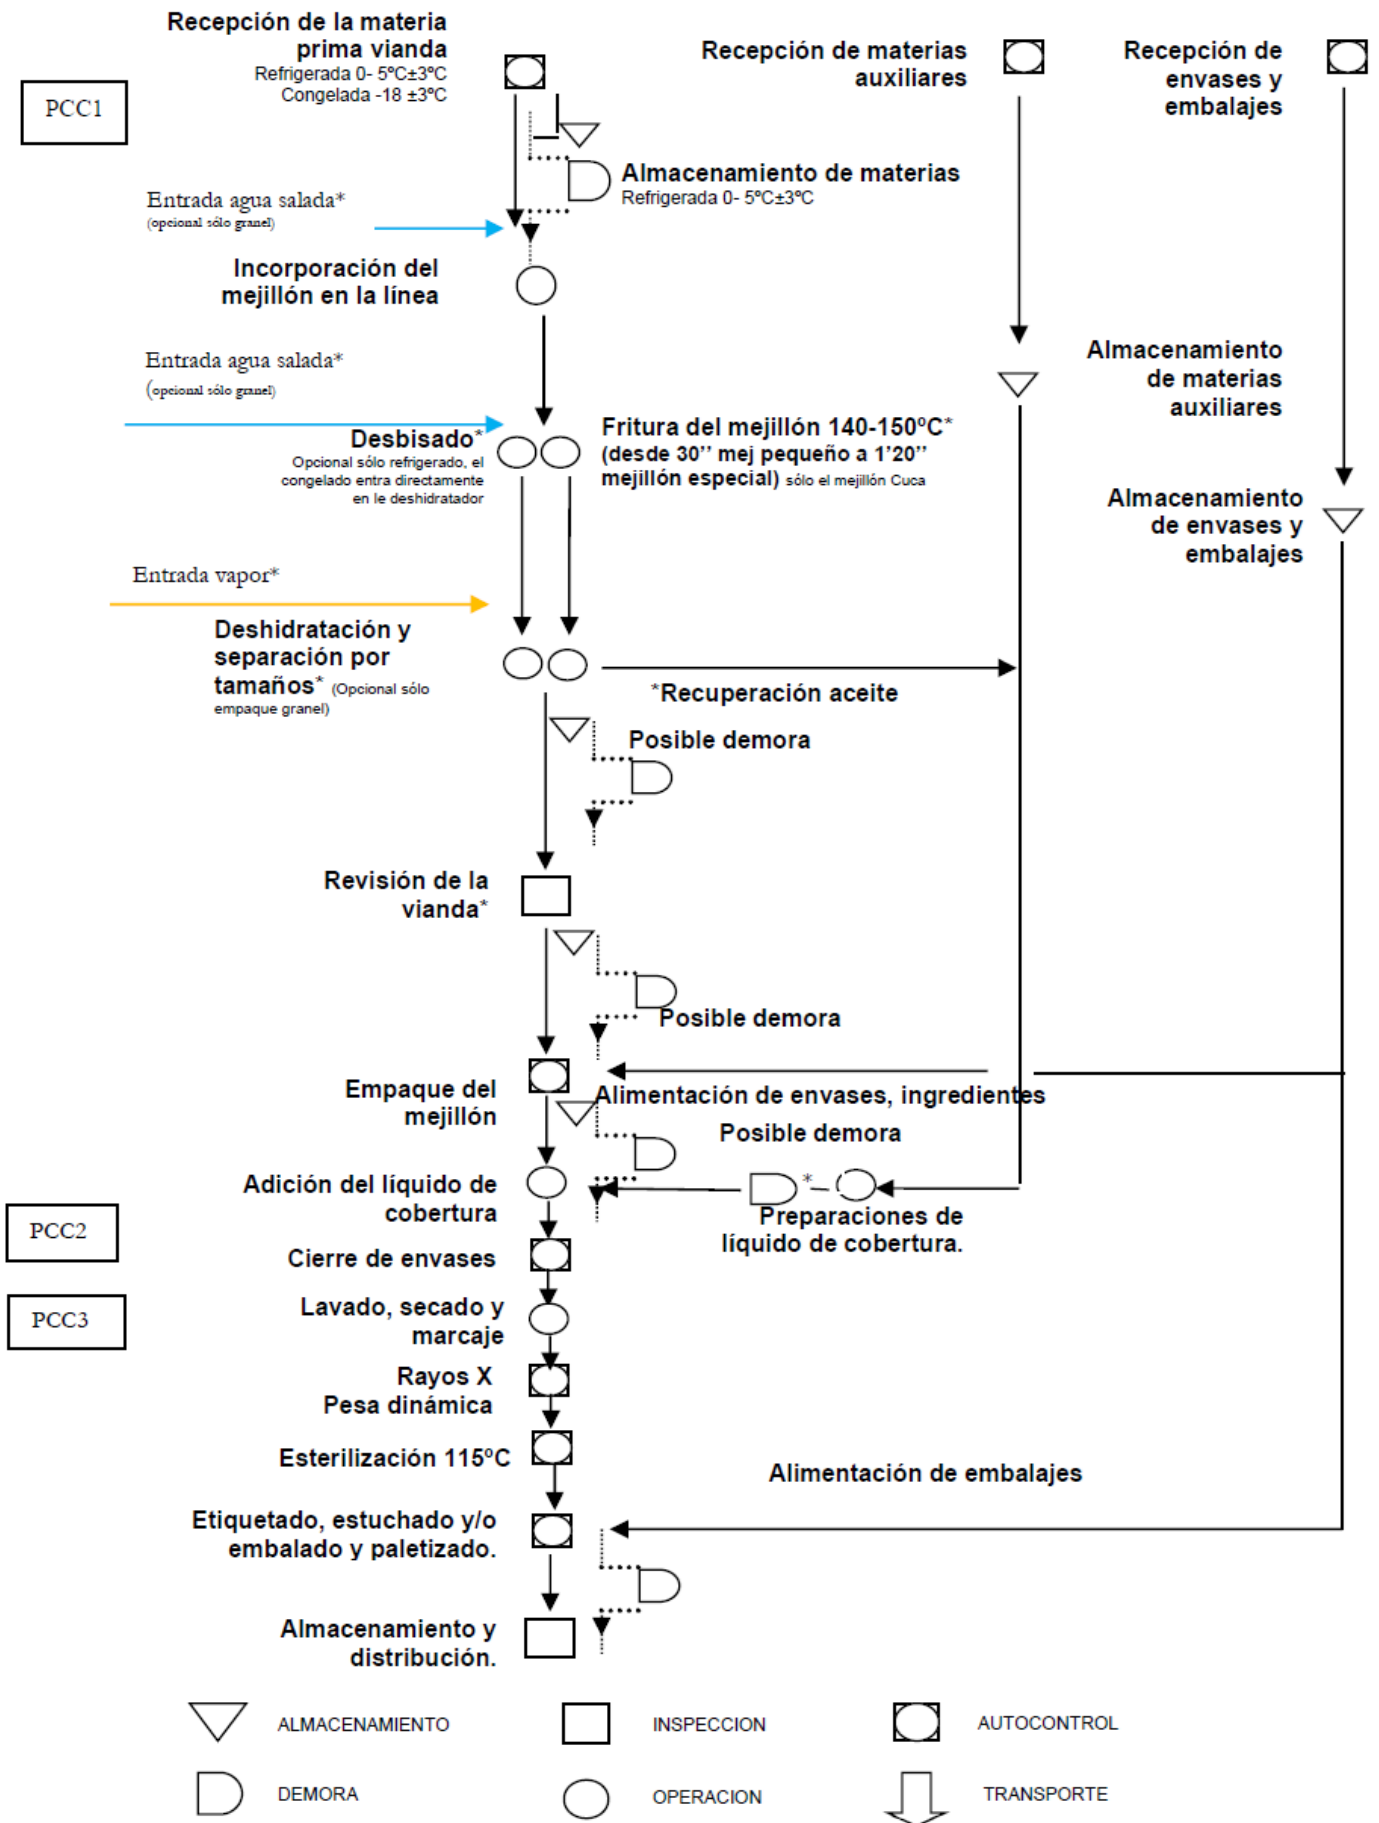 Recepción de la materia
prima vianda
Refrigerada 0- 5ºC±3ºC
Congelada -18 ±3ºC
Recepción de materias
auxiliares
Recepción de
envases y
embalajes
PCC1
Almacenamiento de materias
Refrigerada 0- 5ºC±3ºC
Entrada agua salada*
(opcional sólo granel)
Incorporación del
mejillón en la línea
Entrada agua salada*
(opcional sólo granel)
Almacenamiento
de materias
auxiliares
Desbisado*
Opcional sólo refrigerado, el
congelado entra directamente
en le deshidratador
Fritura del mejillón 140-150ºC*
(desde 30’’ mej pequeño a 1’20’’
mejillón especial) sólo el mejillón Cuca
Almacenamiento
de envases y
embalajes
Entrada vapor*
Deshidratación y
separación por
tamaños* (Opcional sólo
empaque granel)
*Recuperación aceite
Posible demora
Revisión de la
vianda*
Posible demora
Empaque del
mejillón
Alimentación de envases, ingredientes
Posible demora
Adición del líquido de
cobertura
*
Preparaciones de
líquido de cobertura.
PCC2
Cierre de envases
PCC3
Lavado, secado y
marcaje
Rayos X
Pesa dinámica
Esterilización 115ºC
Alimentación de embalajes
Etiquetado, estuchado y/o
embalado y paletizado.
Almacenamiento y
distribución.
ALMACENAMIENTO
INSPECCION
AUTOCONTROL
DEMORA
OPERACION
TRANSPORTE